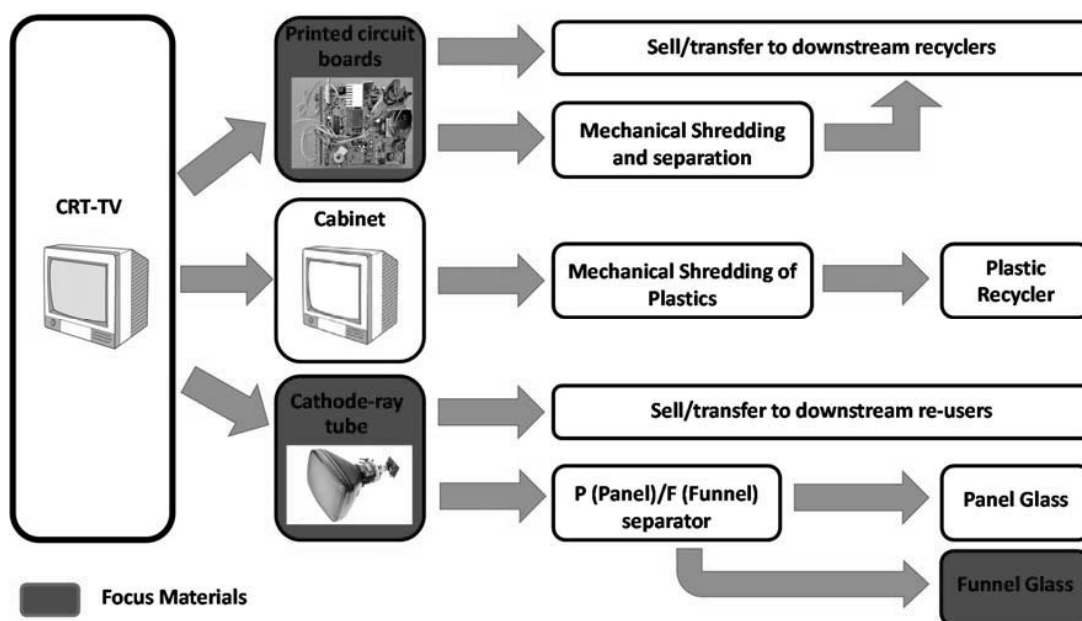 CRT-TV
Printed circuit
boards
Sell/transfer to downstream recyclers
Mechanical Shredding
and separation
Cabinet
Mechanical Shredding of
Plastics
Plastic
Recycler
Cathode-ray
tube
Sell/transfer to downstream re-users
P (Panel)/F (Funnel)
separator
Panel Glass
Funnel Glass
Focus Materials